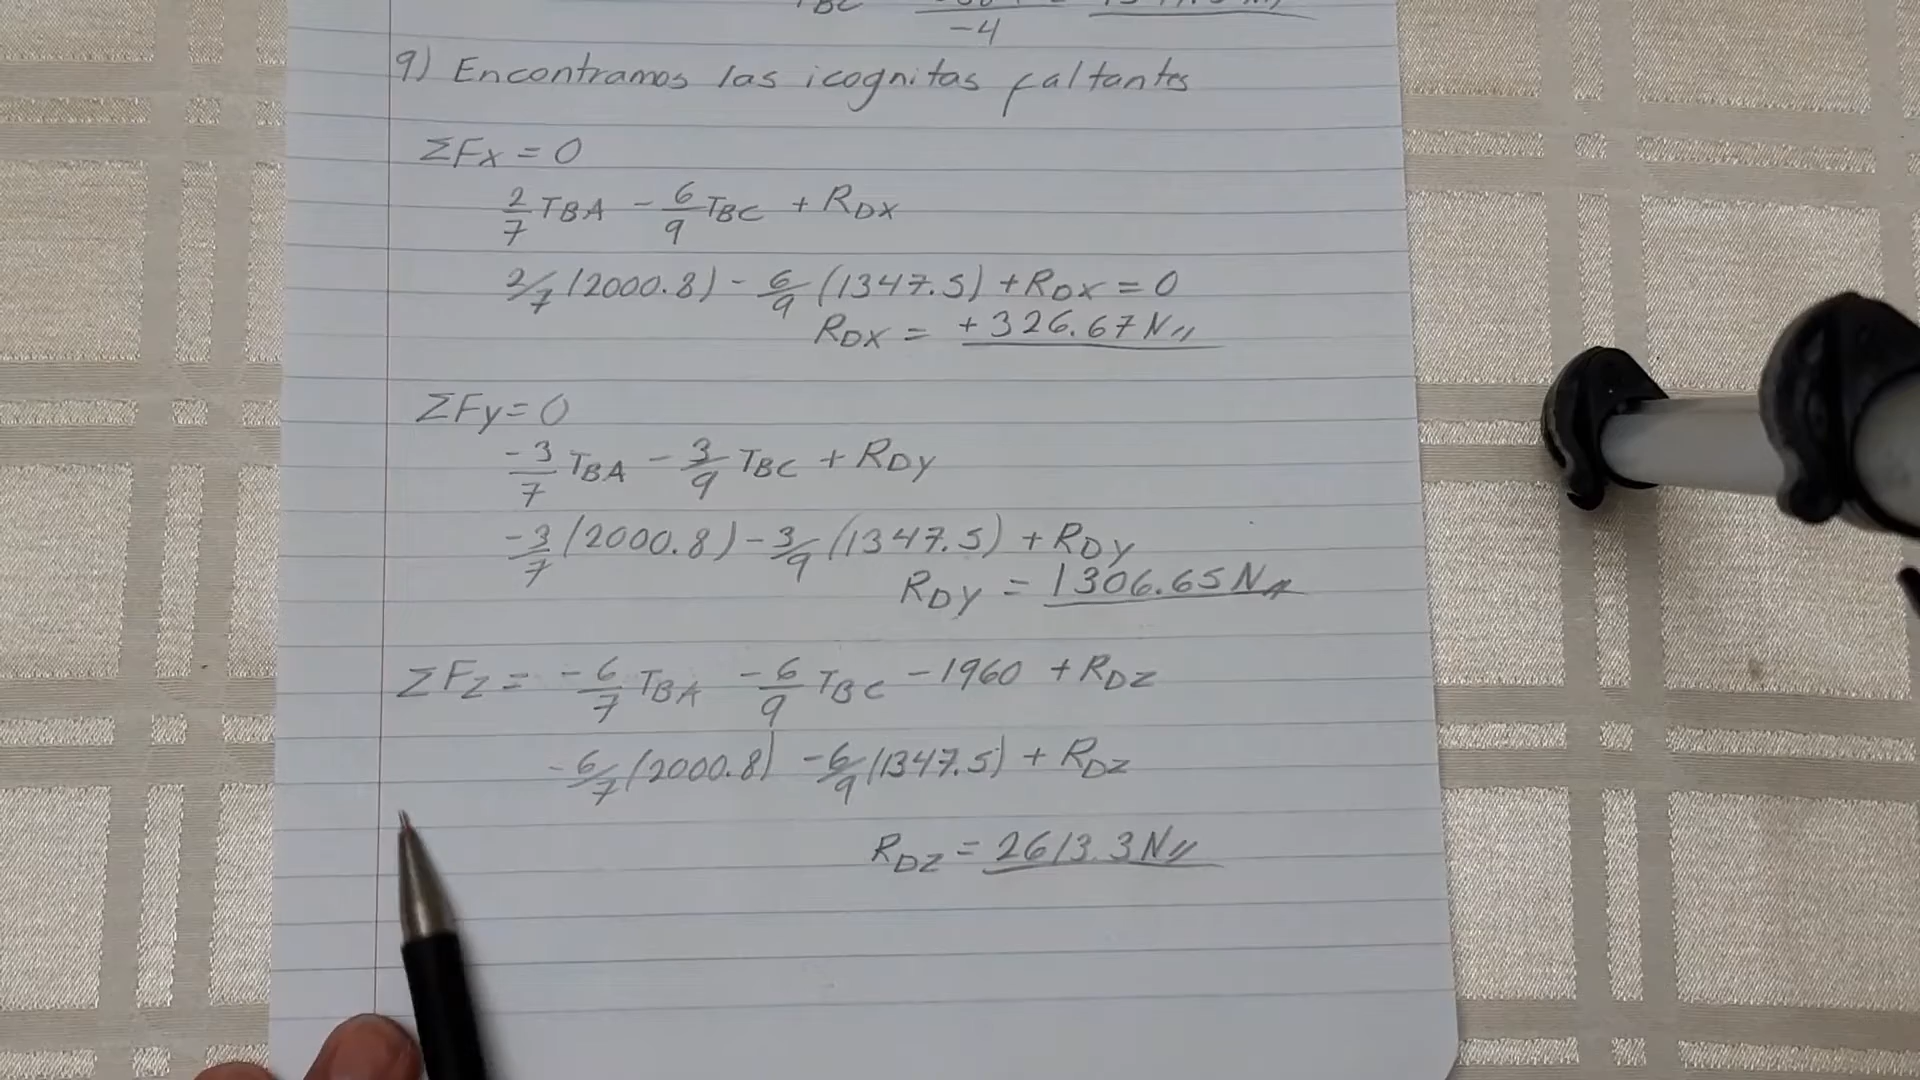 TBC
-4
9) Encontramos las icognitas faltantes
ΣFx = 0
2/7 TBA - 6/9 TBC + RDX
2/7 (2000.8) - 6/9 (1347.5) + RDX = 0
RDX = +326.67 N//
ΣFy = 0
-3/7 TBA - 3/9 TBC + RDY
-3/7 (2000.8) - 3/9 (1347.5) + RDY
RDY = 1306.65 N//
ΣFz = -6/7 TBA - 6/9 TBC - 1960 + RDZ
-6/7 (2000.8) - 6/9 (1347.5) + RDZ
RDZ = 2613.3 N//